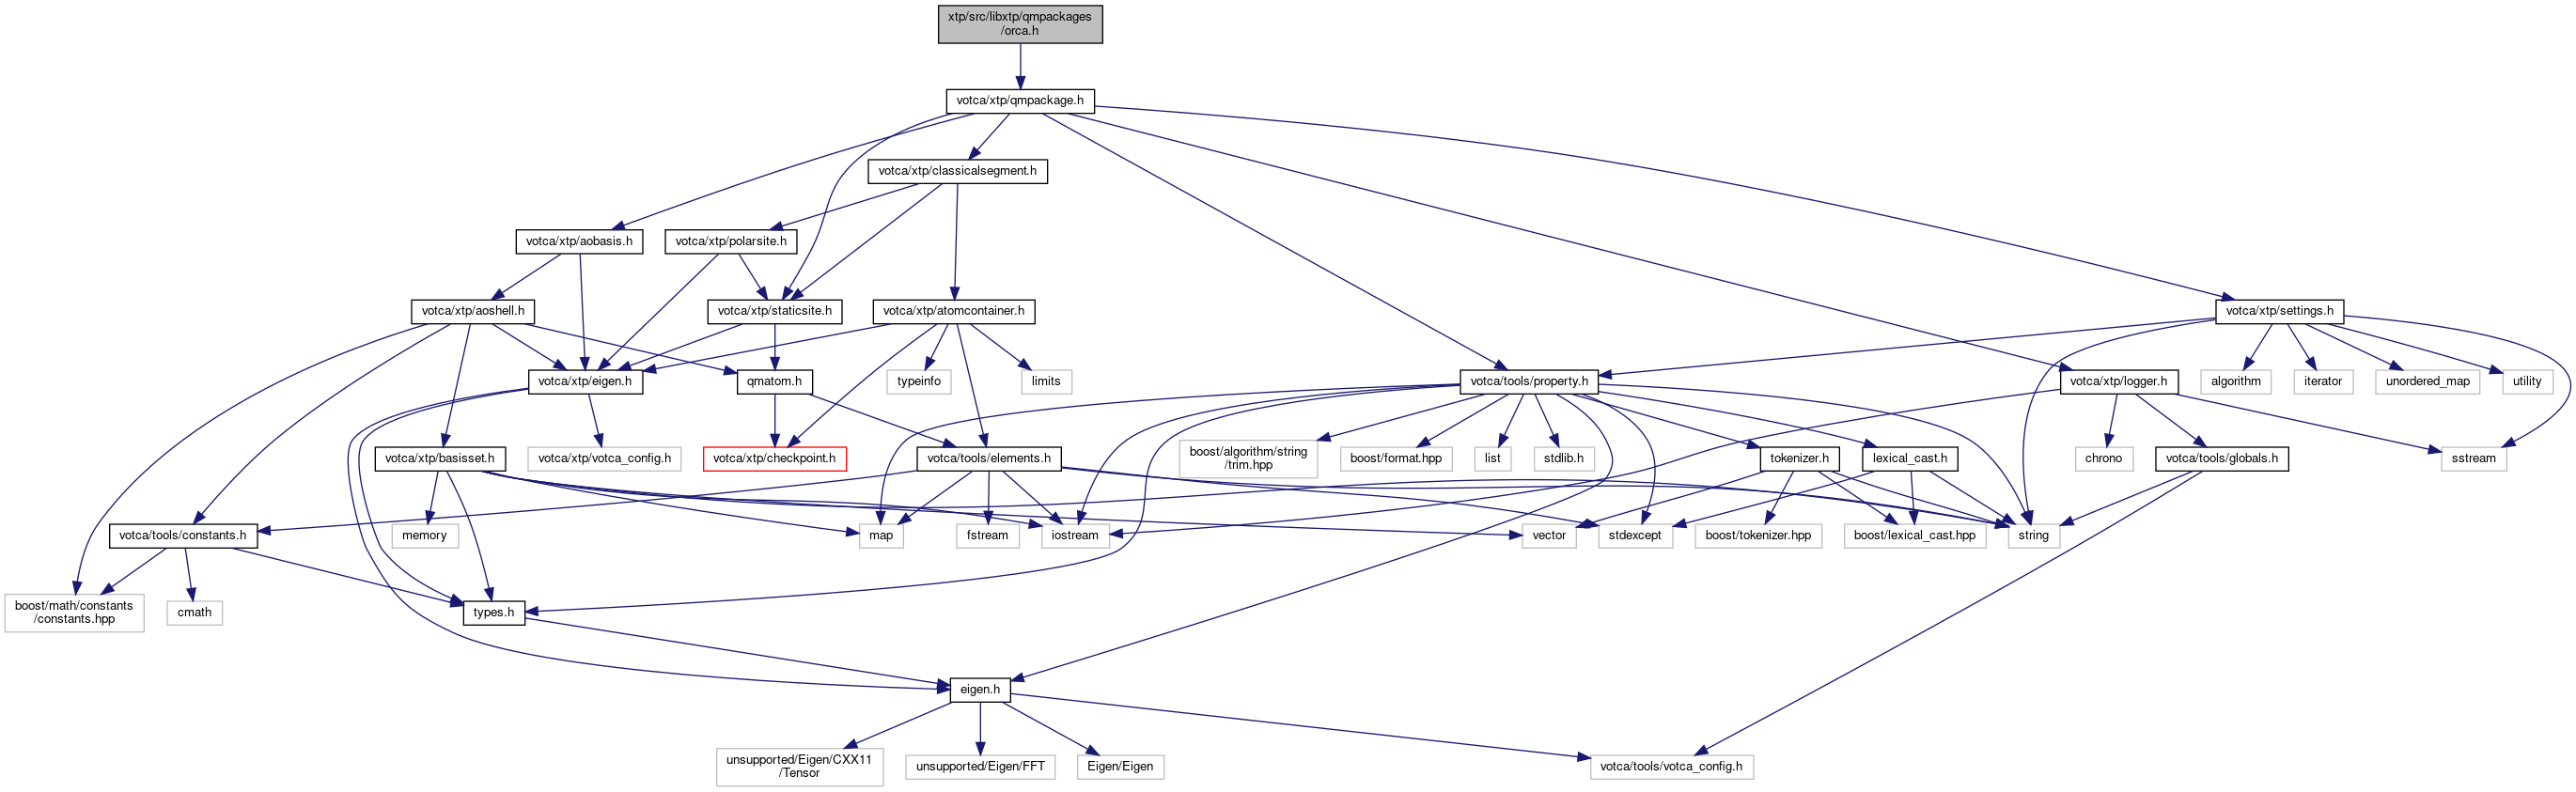 xtp/src/libxtp/qmpackages
/orca.h
votca/xtp/qmpackage.h
votca/xtp/classicalsegment.h
votca/xtp/aobasis.h
votca/xtp/polarsite.h
votca/xtp/aoshell.h
votca/xtp/staticsite.h
votca/xtp/atomcontainer.h
votca/xtp/settings.h
votca/xtp/eigen.h
qmatom.h
typeinfo
limits
votca/tools/property.h
votca/xtp/logger.h
algorithm
iterator
unordered_map
utility
votca/xtp/basisset.h
votca/xtp/votca_config.h
votca/xtp/checkpoint.h
votca/tools/elements.h
boost/algorithm/string
/trim.hpp
boost/format.hpp
list
stdlib.h
tokenizer.h
lexical_cast.h
chrono
votca/tools/globals.h
sstream
votca/tools/constants.h
memory
map
fstream
iostream
vector
stdexcept
boost/tokenizer.hpp
boost/lexical_cast.hpp
string
boost/math/constants
/constants.hpp
cmath
types.h
eigen.h
unsupported/Eigen/CXX11
/Tensor
unsupported/Eigen/FFT
Eigen/Eigen
votca/tools/votca_config.h